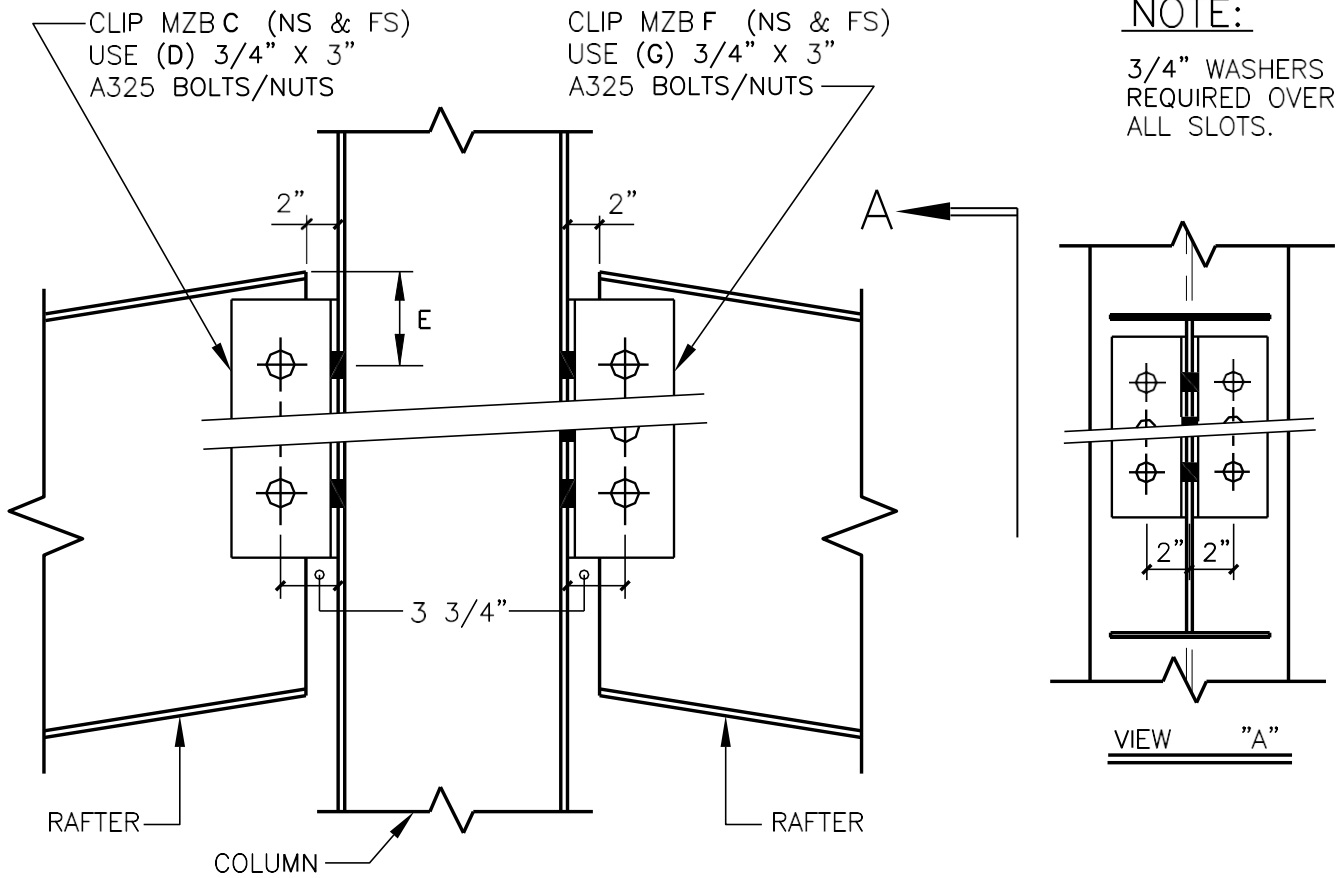 CLIP MZB C (NS & FS)
USE (D) 3/4" X 3"
A325 BOLTS/NUTS
CLIP MZB F (NS & FS)
USE (G) 3/4" X 3"
A325 BOLTS/NUTS
NOTE:
3/4" WASHERS
REQUIRED OVER
ALL SLOTS.
2"
2"
A
E
2"
2"
3 3/4"
VIEW "A"
RAFTER
RAFTER
COLUMN